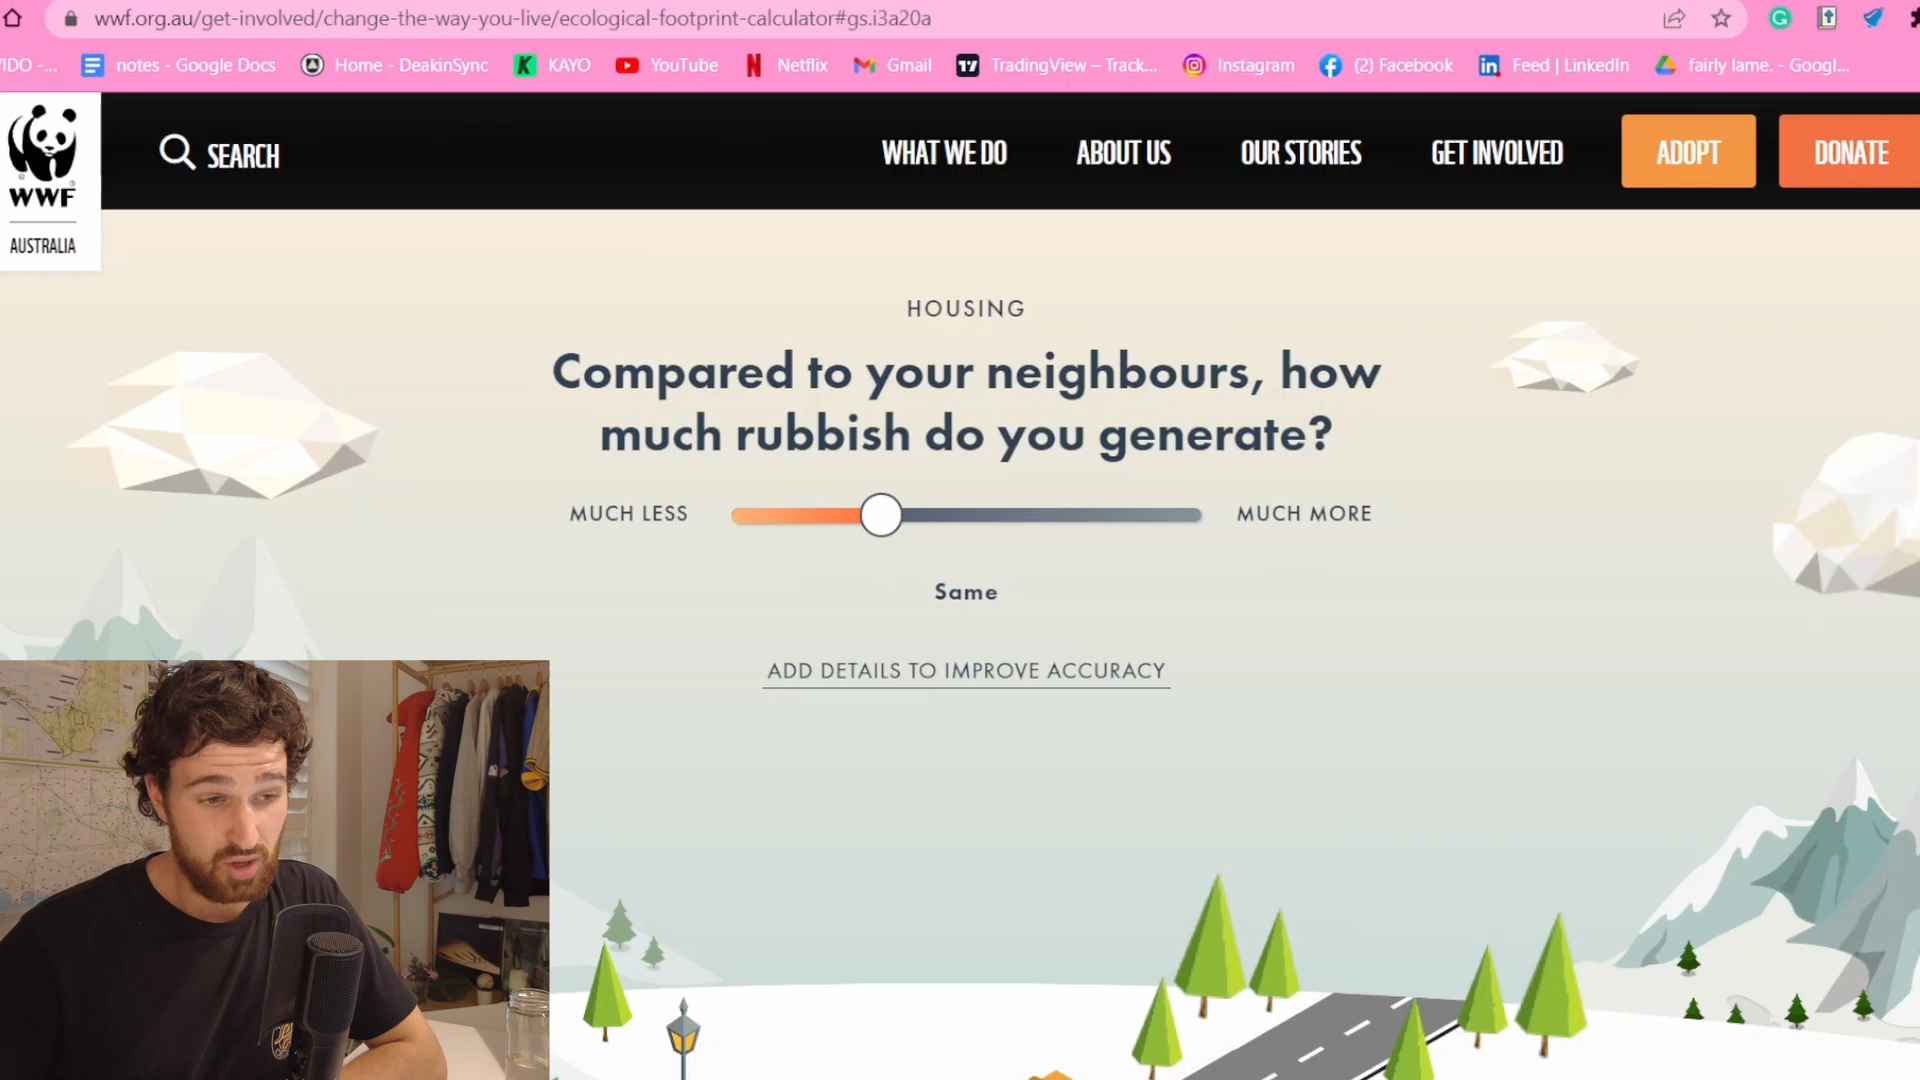 wwf.org.au/get-involved/change-the-way-you-live/ecological-footprint-calculator#gs.i3a20a
IDO -... notes - Google Docs Home - DeakinSync KAYO YouTube Netflix Gmail TradingView – Track... Instagram (2) Facebook Feed | LinkedIn fairly lame. - Googl...
WWF
AUSTRALIA
SEARCH WHAT WE DO ABOUT US OUR STORIES GET INVOLVED ADOPT DONATE
HOUSING
Compared to your neighbours, how
much rubbish do you generate?
MUCH LESS MUCH MORE
Same
ADD DETAILS TO IMPROVE ACCURACY